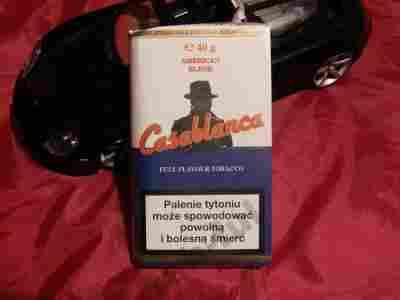 ℮ 40 g
AMERICAN
BLEND
Casablanca
FULL FLAVOUR TOBACCO
Palenie tytoniu
może spowodować
powolną
i bolesną śmierć